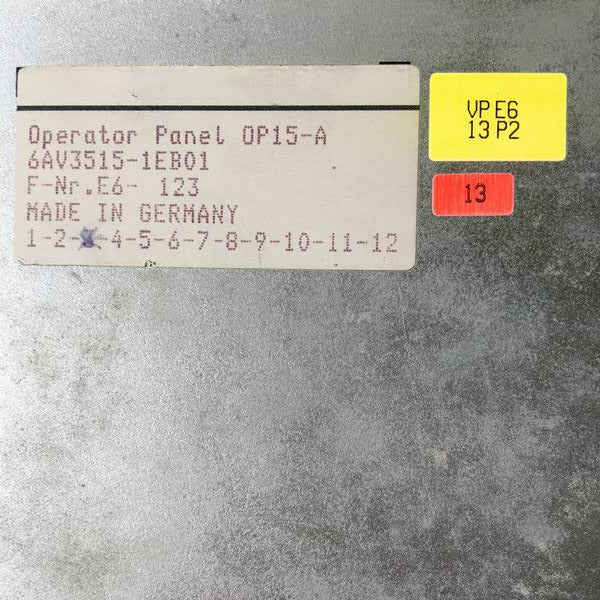 Operator Panel OP15-A
6AV3515-1EB01
F-Nr.E6- 123
MADE IN GERMANY
1-2- -4-5-6-7-8-9-10-11-12
VP E6
13 P2
13